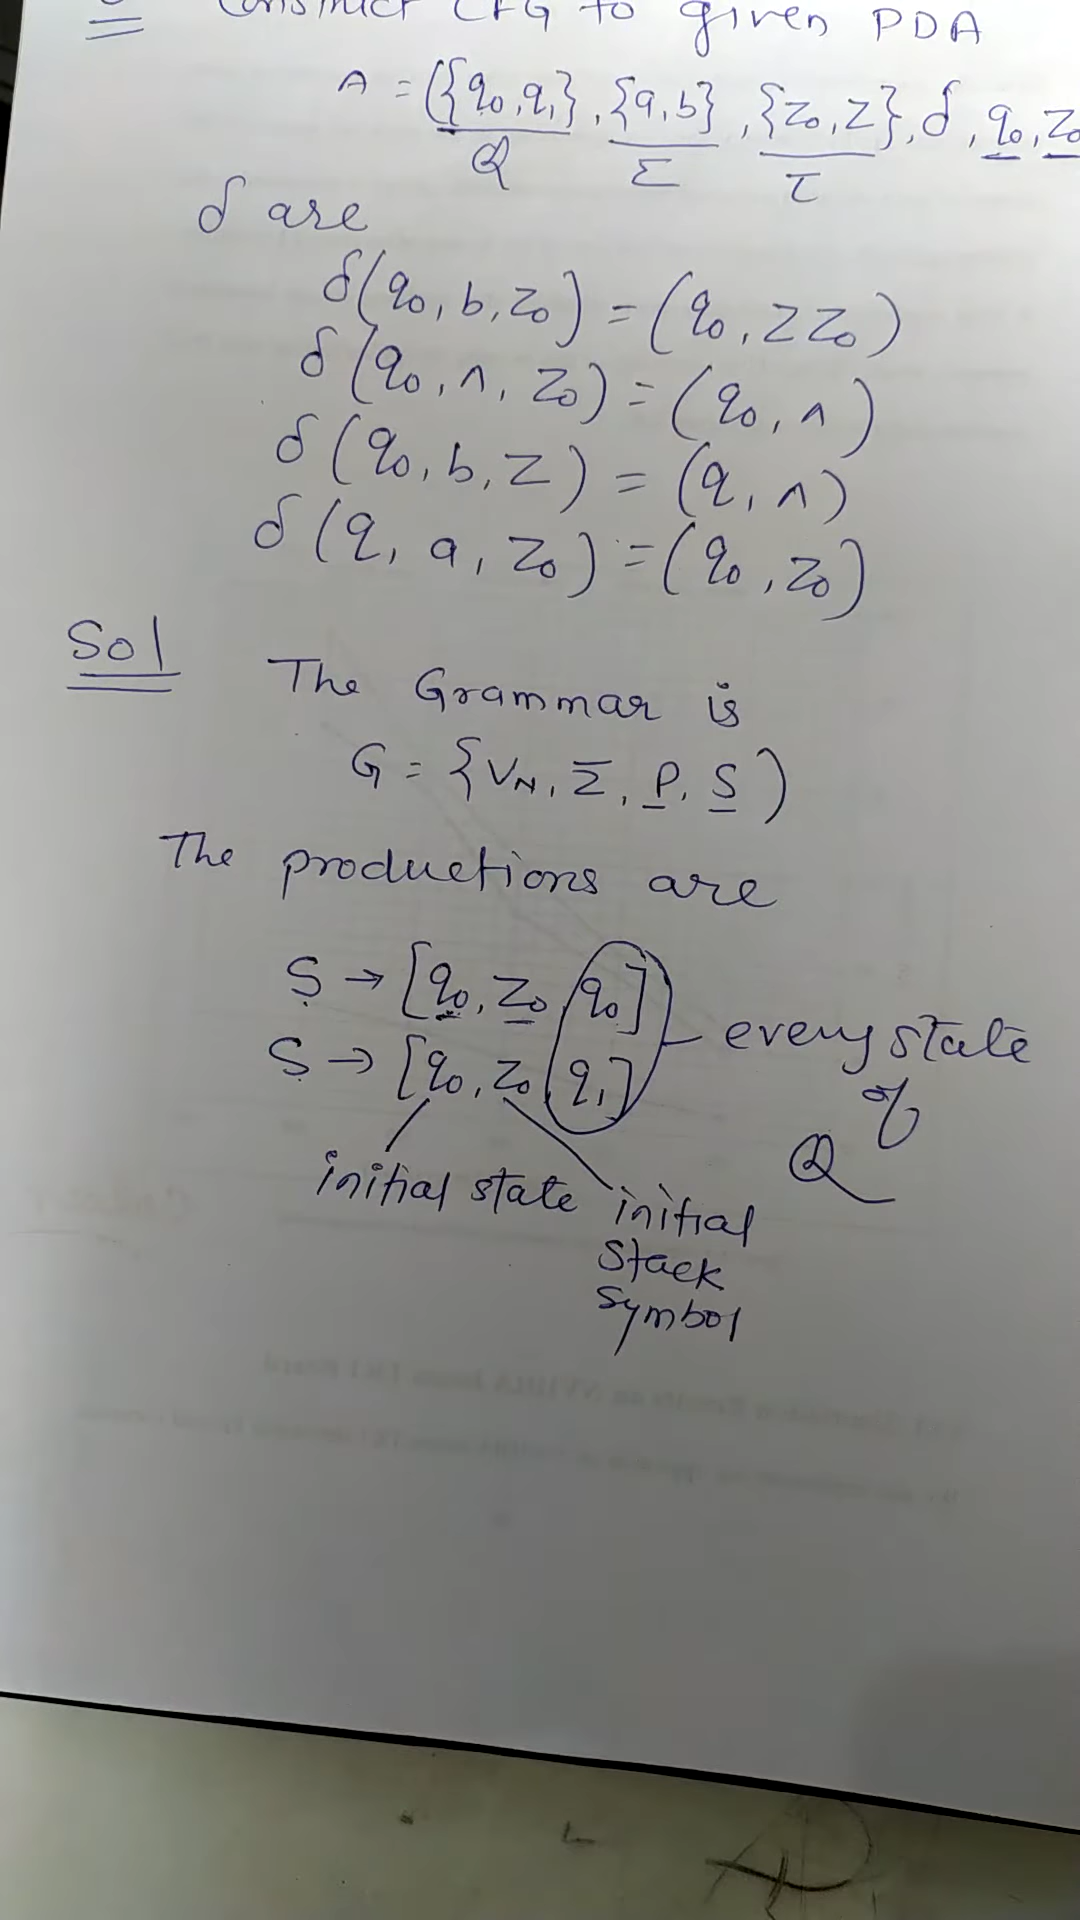 Construct CFG to given PDA
A = ({q0, q1}, {a, b}, {z0, z}, δ, q0, z0
Q Σ τ
δ are
δ(q0, b, z0) = (q0, zz0)
δ(q0, ʌ, z0) = (q0, ʌ)
δ(q0, b, z) = (q, ʌ)
δ(q, a, z0) = (q0, z0)
Sol The Grammar is
G = {VN, Σ, P, S)
The productions are
S → [q0, z0, q0]
S → [q0, z0, q1]
every state
of
Q
initial state
initial
stack
symbol